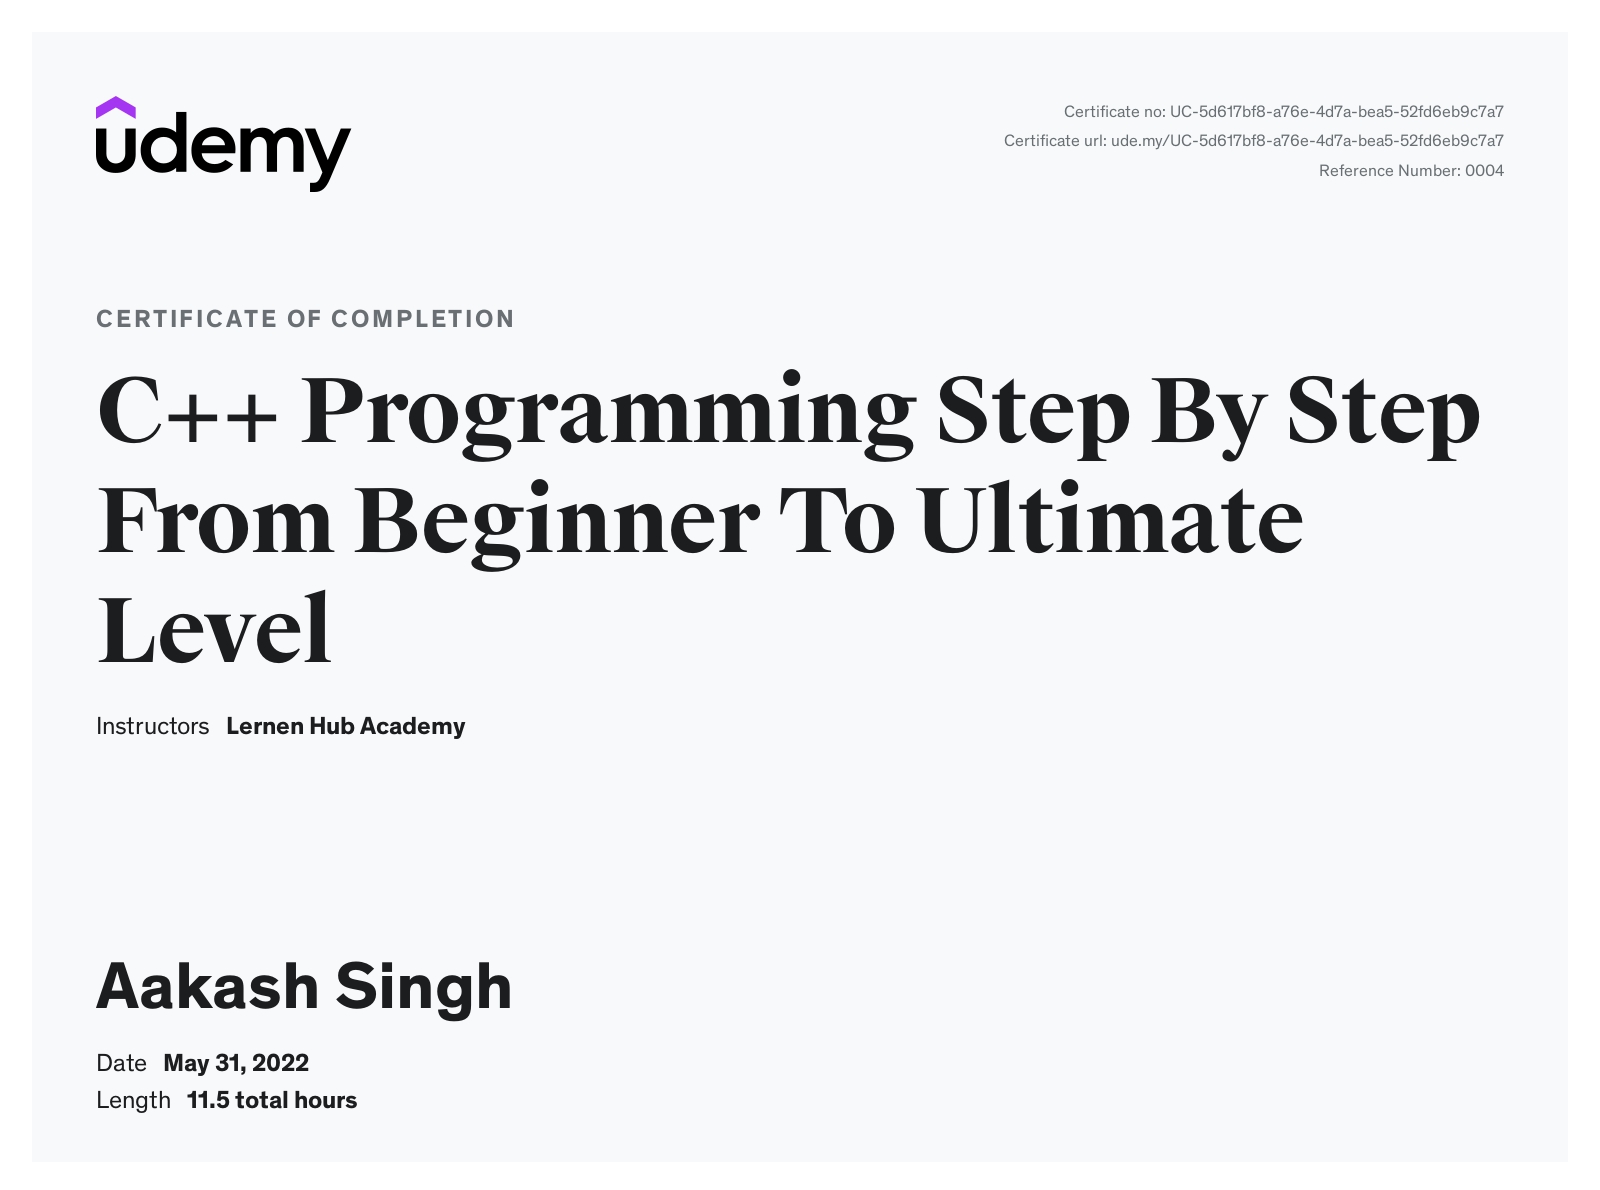 udemy
Certificate no: UC-5d617bf8-a76e-4d7a-bea5-52fd6eb9c7a7
Certificate url: ude.my/UC-5d617bf8-a76e-4d7a-bea5-52fd6eb9c7a7
Reference Number: 0004
CERTIFICATE OF COMPLETION
C++ Programming Step By Step
From Beginner To Ultimate
Level
Instructors Lernen Hub Academy
Aakash Singh
Date May 31, 2022
Length 11.5 total hours